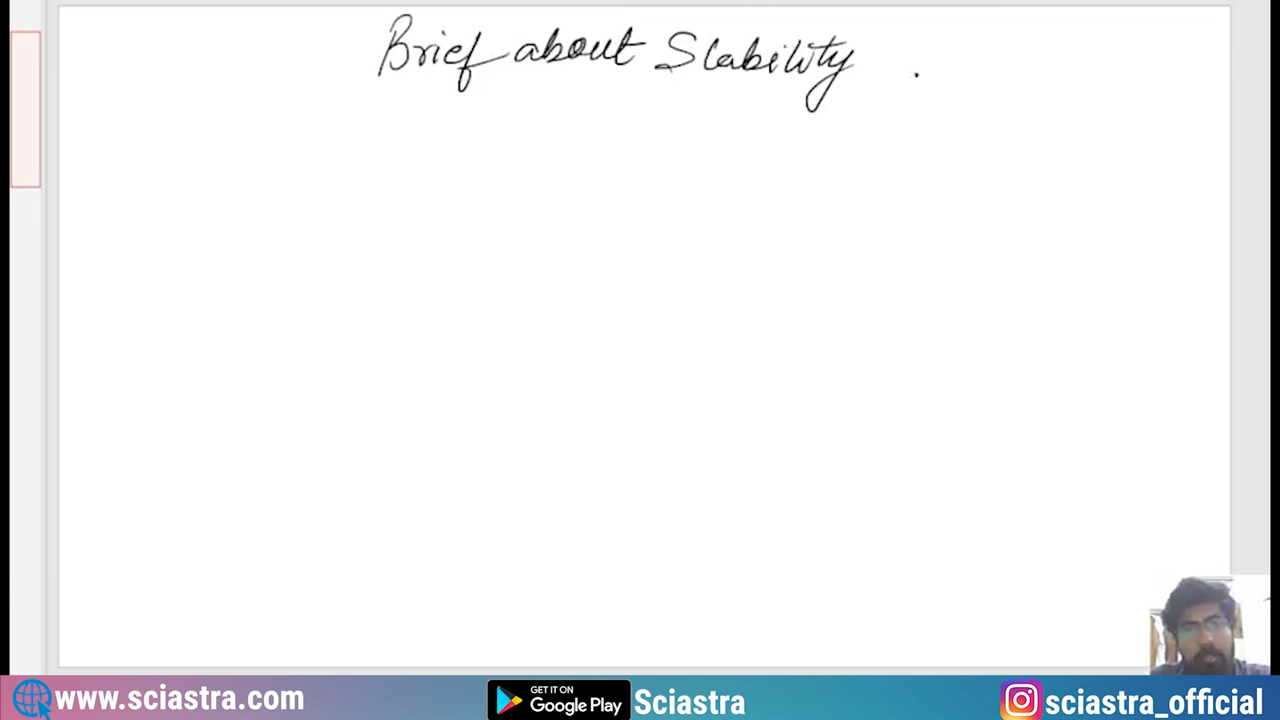 Brief about Stability .
www.sciastra.com
GET IT ON
Google Play
Sciastra
sciastra_official